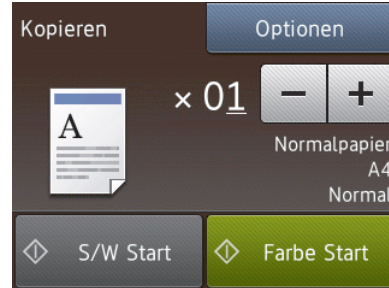 Kopieren
Optionen
A
× 01
− +
Normalpapier
A4
Normal
S/W Start
Farbe Start